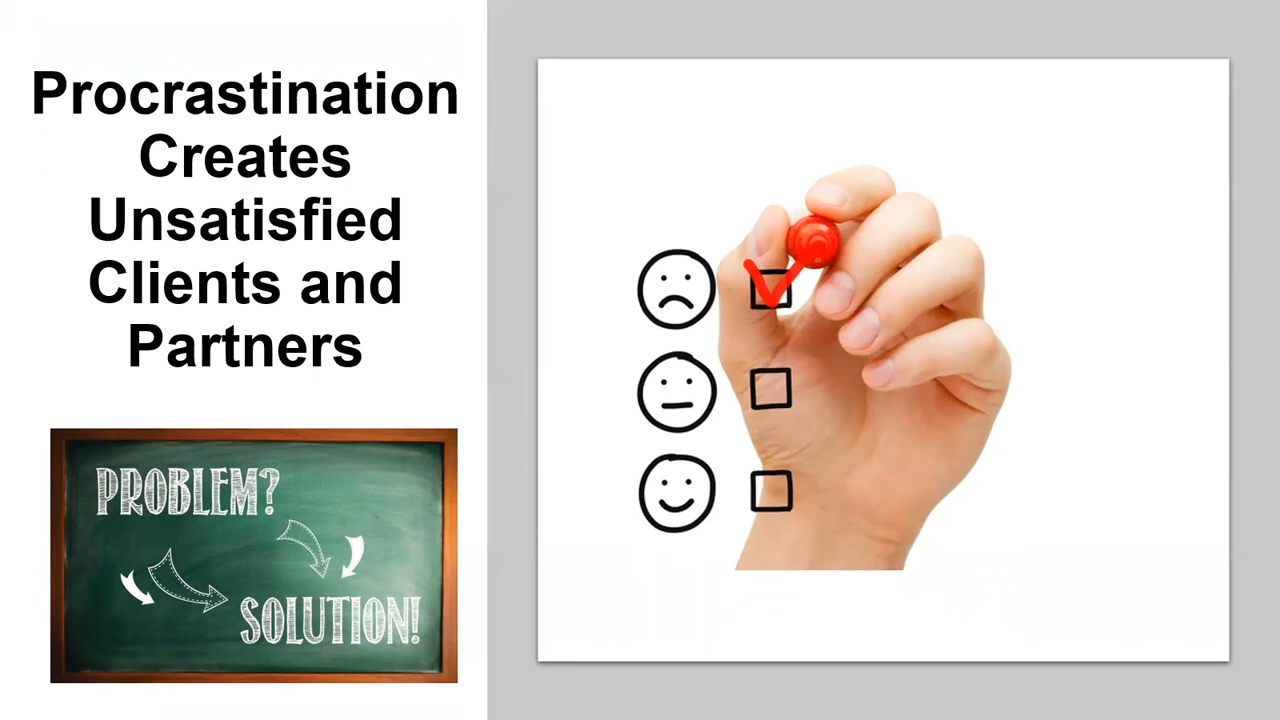 Procrastination
Creates
Unsatisfied
Clients and
Partners
PROBLEM?
SOLUTION!